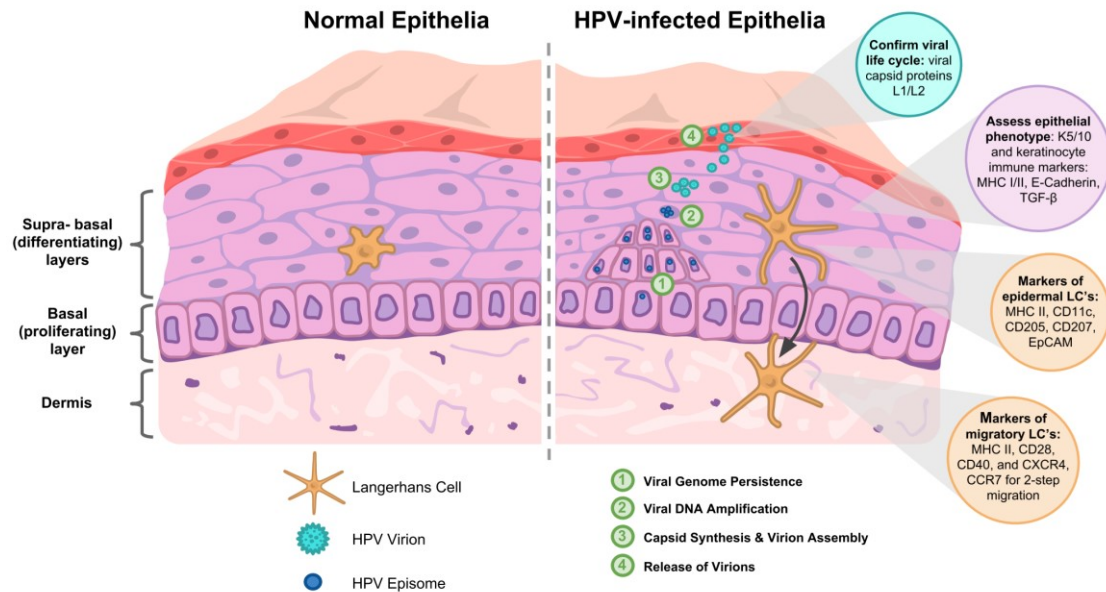 Normal Epithelia
HPV-infected Epithelia
Confirm viral
life cycle: viral
capsid proteins
L1/L2
Assess epithelial
phenotype: K5/10
and keratinocyte
immune markers:
MHC I/II, E-Cadherin,
TGF-β
Markers of
epidermal LC's:
MHC II, CD11c,
CD205, CD207,
EpCAM
Markers of
migratory LC's:
MHC II, CD28,
CD40, and CXCR4,
CCR7 for 2-step
migration
Supra- basal
(differentiating)
layers
Basal
(proliferating)
layer
Dermis
4
3
2
1
Langerhans Cell
HPV Virion
HPV Episome
1 Viral Genome Persistence
2 Viral DNA Amplification
3 Capsid Synthesis & Virion Assembly
4 Release of Virions